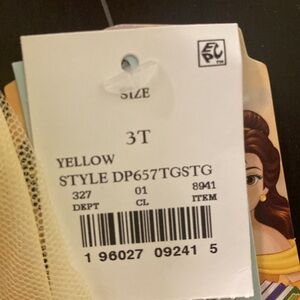 SIZE
3T
YELLOW
STYLE DP657TGSTG
327 01 8941
DEPT CL ITEM
1 96027 09241 5